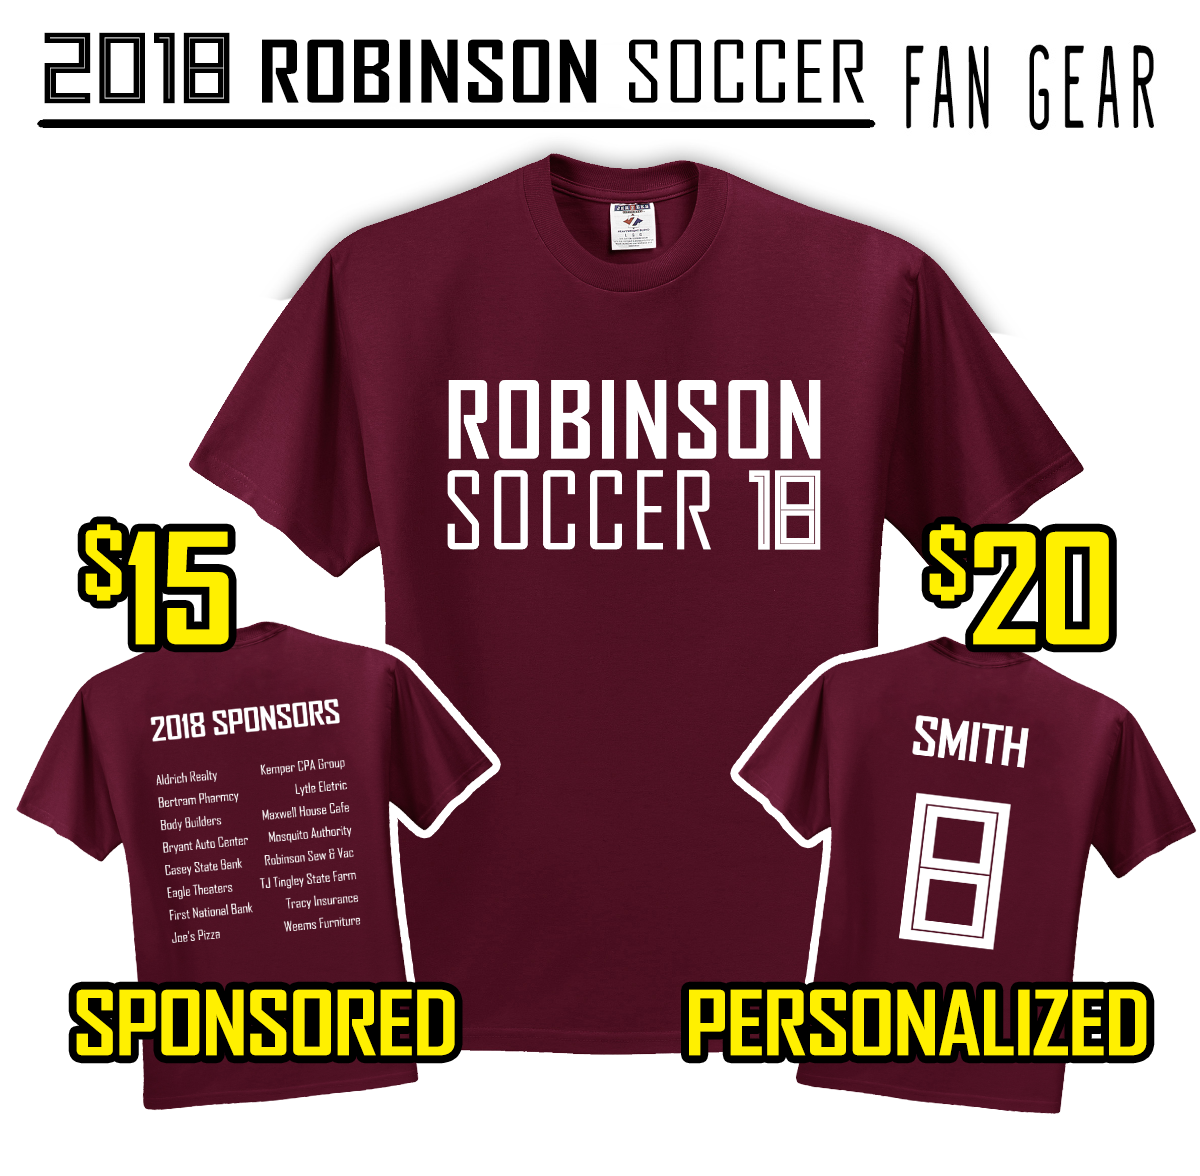 2018 ROBINSON SOCCER FAN GEAR
JERZEES
ROBINSON
SOCCER 18
$15
$20
2018 SPONSORS
Aldrich Realty
Bertram Pharmcy
Body Builders
Bryant Auto Center
Casey State Bank
Eagle Theaters
First National Bank
Joe's Pizza
Kemper CPA Group
Lytle Eletric
Maxwell House Cafe
Mosquito Authority
Robinson Sew & Vac
TJ Tingley State Farm
Tracy Insurance
Weems Furniture
SMITH
8
SPONSORED
PERSONALIZED